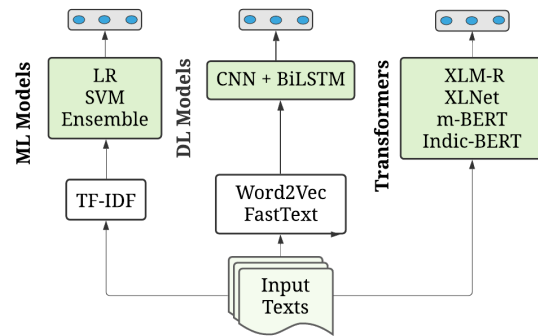 ML Models
LR
SVM
Ensemble
TF-IDF
DL Models
CNN + BiLSTM
Word2Vec
FastText
Transformers
XLM-R
XLNet
m-BERT
Indic-BERT
Input
Texts